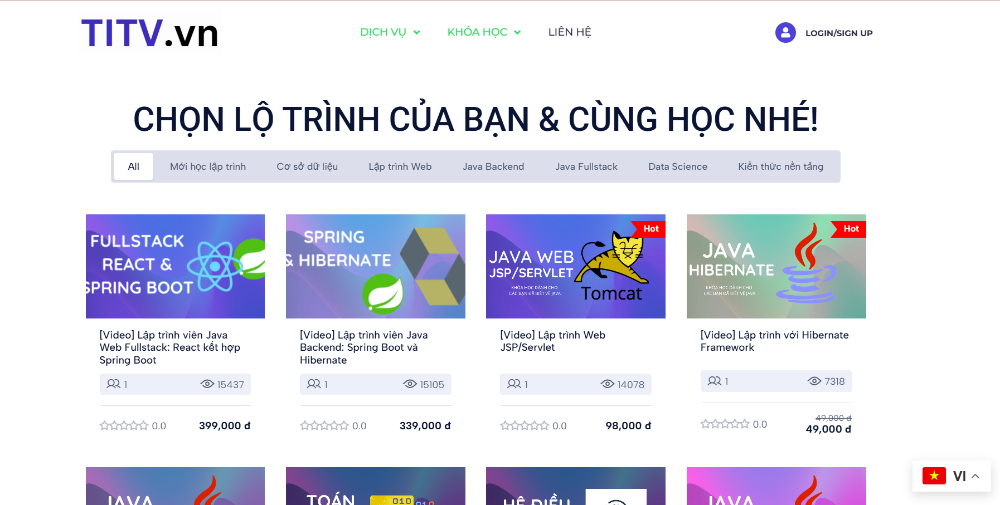 TITV.vn
DỊCH VỤ
KHÓA HỌC
LIÊN HỆ
LOGIN/SIGN UP
CHỌN LỘ TRÌNH CỦA BẠN & CÙNG HỌC NHÉ!
All
Mới học lập trình
Cơ sở dữ liệu
Lập trình Web
Java Backend
Java Fullstack
Data Science
Kiến thức nền tảng
FULLSTACK
REACT &
SPRING BOOT
SPRING
& HIBERNATE
Hot
JAVA WEB
JSP/SERVLET
KHÓA HỌC DÀNH CHO
CÁC BẠN ĐÃ BIẾT VỀ JAVA
Tomcat
Hot
JAVA
HIBERNATE
KHÓA HỌC DÀNH CHO
CÁC BẠN ĐÃ BIẾT VỀ JAVA
[Video] Lập trình viên Java
Web Fullstack: React kết hợp
Spring Boot
1
15437
0.0
399,000 đ
[Video] Lập trình viên Java
Backend: Spring Boot và
Hibernate
1
15105
0.0
339,000 đ
[Video] Lập trình Web
JSP/Servlet
1
14078
0.0
98,000 đ
[Video] Lập trình với Hibernate
Framework
1
7318
0.0
49,000 đ
49,000 đ
JAVA
TOÁN
010
010
HỆ ĐIỀU
JAVA
VI